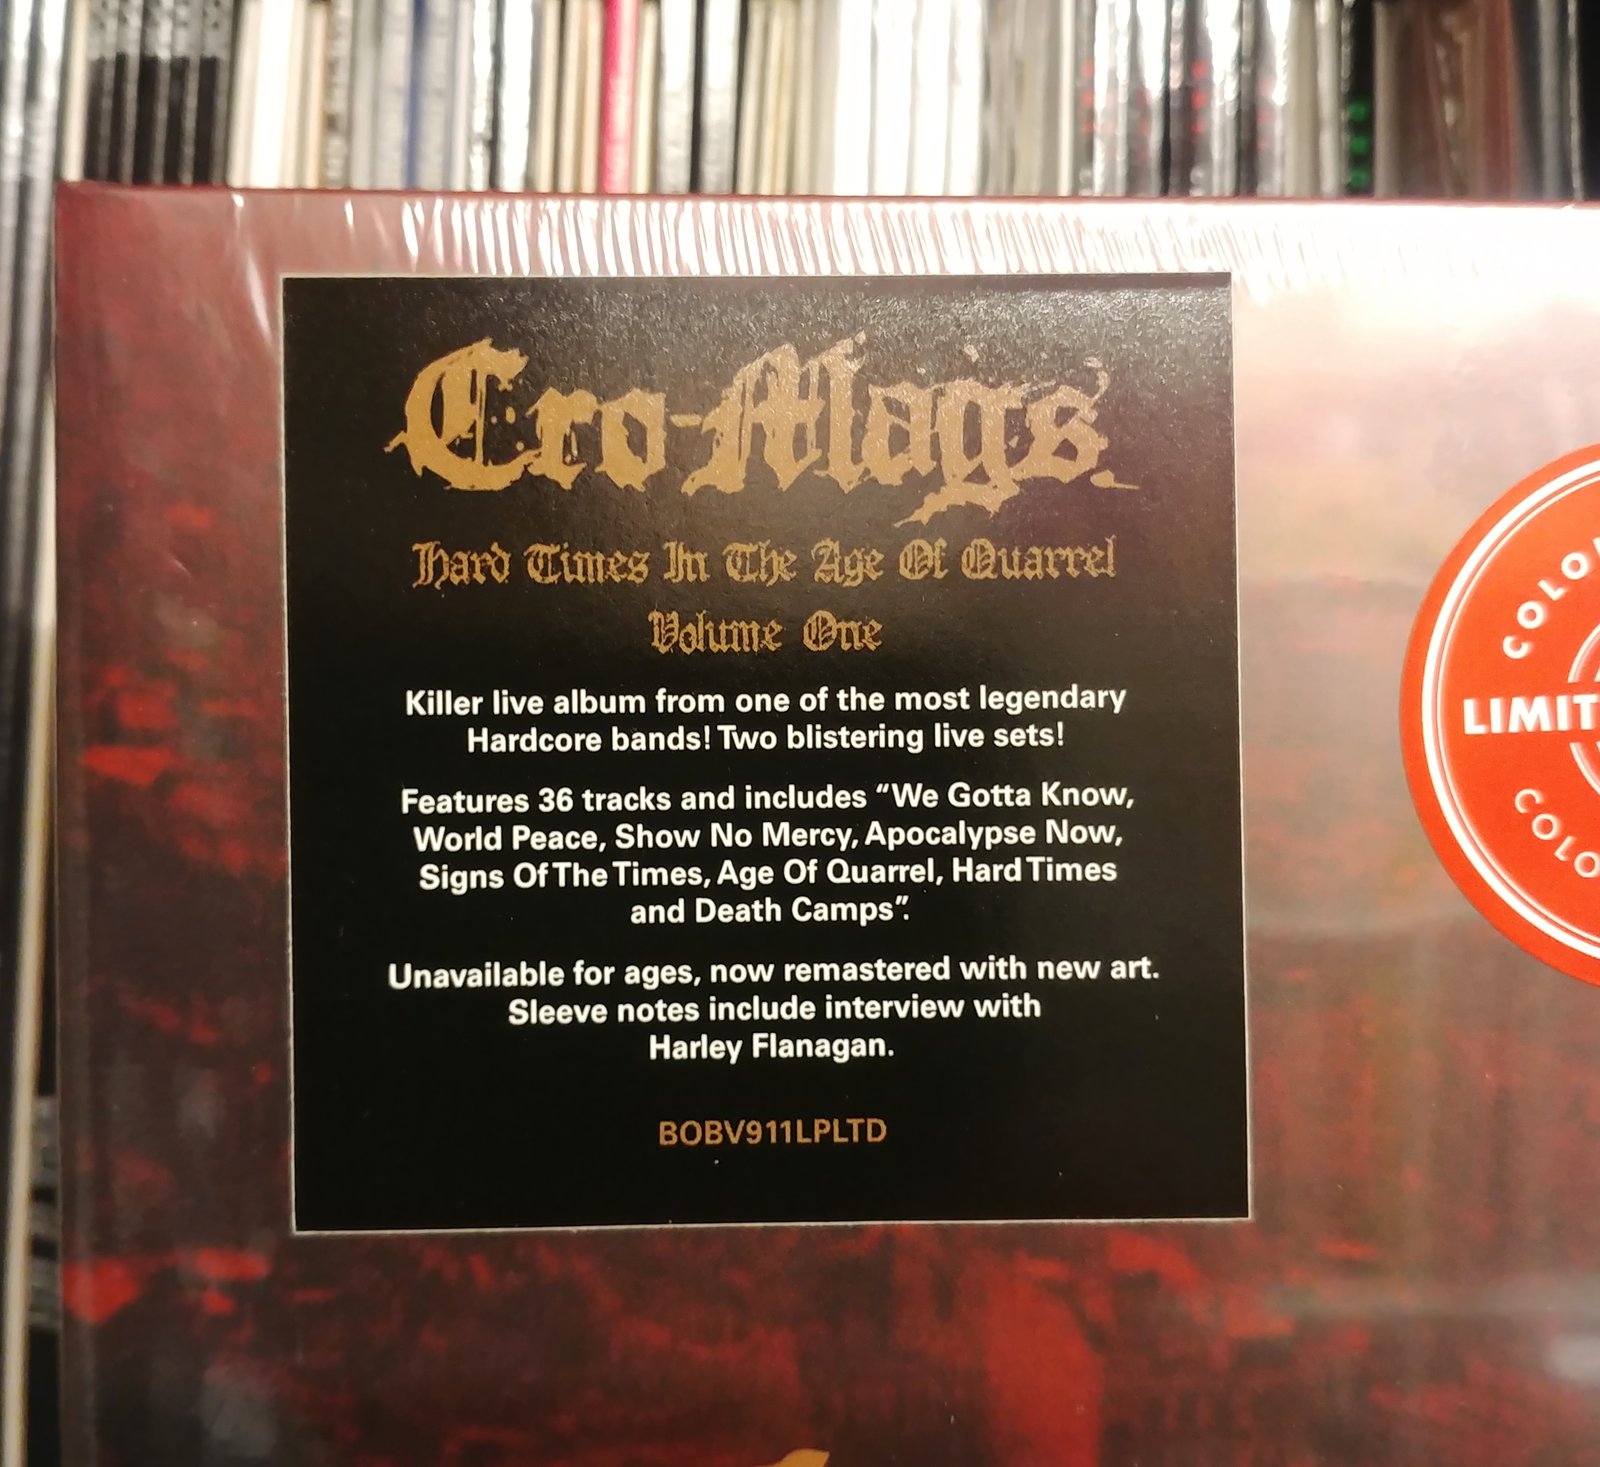 Cro-Mags.
Hard Times In The Age Of Quarrel
Volume One
Killer live album from one of the most legendary
Hardcore bands! Two blistering live sets!
Features 36 tracks and includes “We Gotta Know,
World Peace, Show No Mercy, Apocalypse Now,
Signs Of The Times, Age Of Quarrel, Hard Times
and Death Camps”.
Unavailable for ages, now remastered with new art.
Sleeve notes include interview with
Harley Flanagan.
BOBV911LPLTD